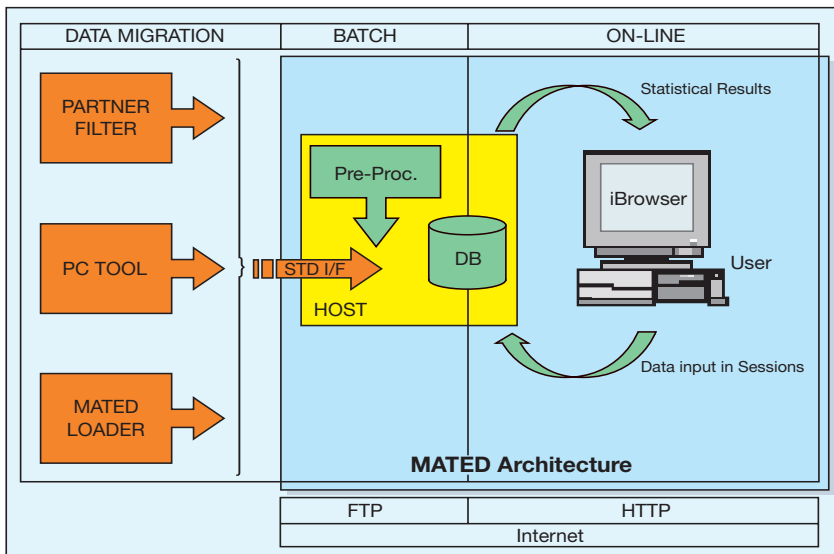 DATA MIGRATION
BATCH
ON-LINE
PARTNER
FILTER
PC TOOL
MATED
LOADER
STD I/F
Pre-Proc.
DB
HOST
Statistical Results
iBrowser
User
Data input in Sessions
MATED Architecture
FTP
HTTP
Internet